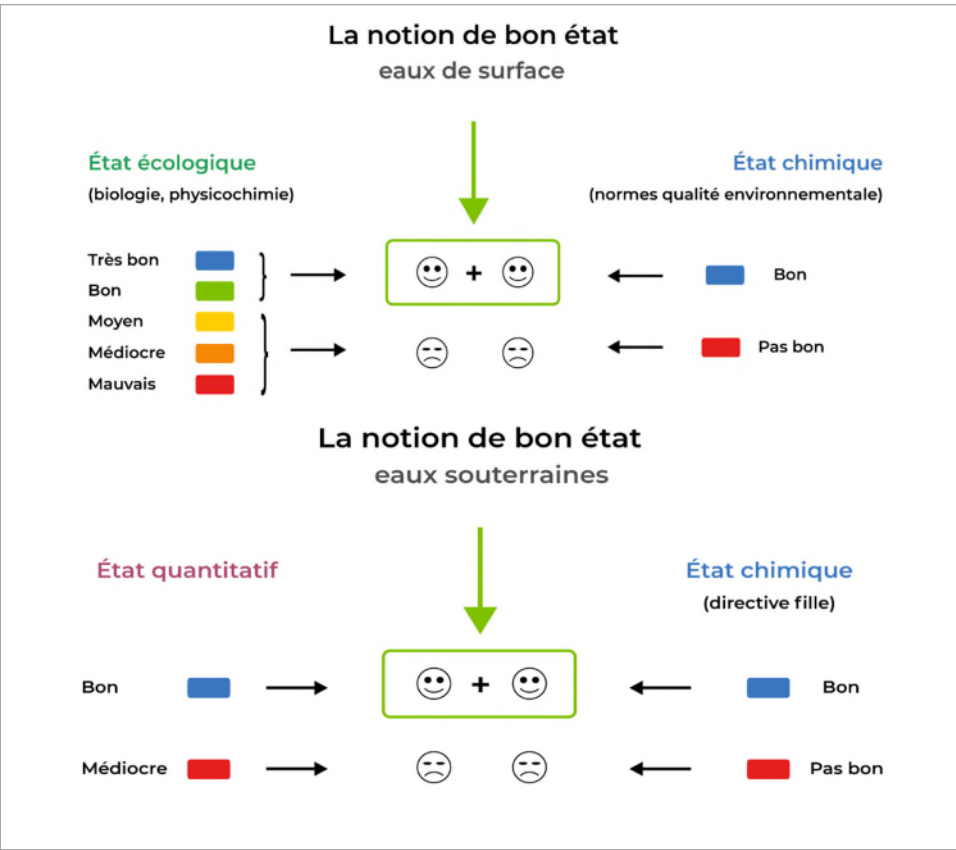 La notion de bon état
eaux de surface
État écologique
(biologie, physicochimie)
État chimique
(normes qualité environnementale)
Très bon
Bon
Moyen
Médiocre
Mauvais
+
Bon
Pas bon
La notion de bon état
eaux souterraines
État quantitatif
État chimique
(directive fille)
Bon
+
Bon
Médiocre
Pas bon